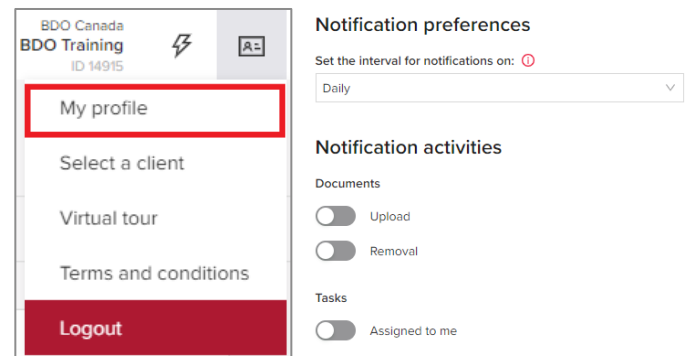 BDO Canada
BDO Training
ID 14915
My profile
Select a client
Virtual tour
Terms and conditions
Logout
Notification preferences
Set the interval for notifications on:
Daily
Notification activities
Documents
Upload
Removal
Tasks
Assigned to me